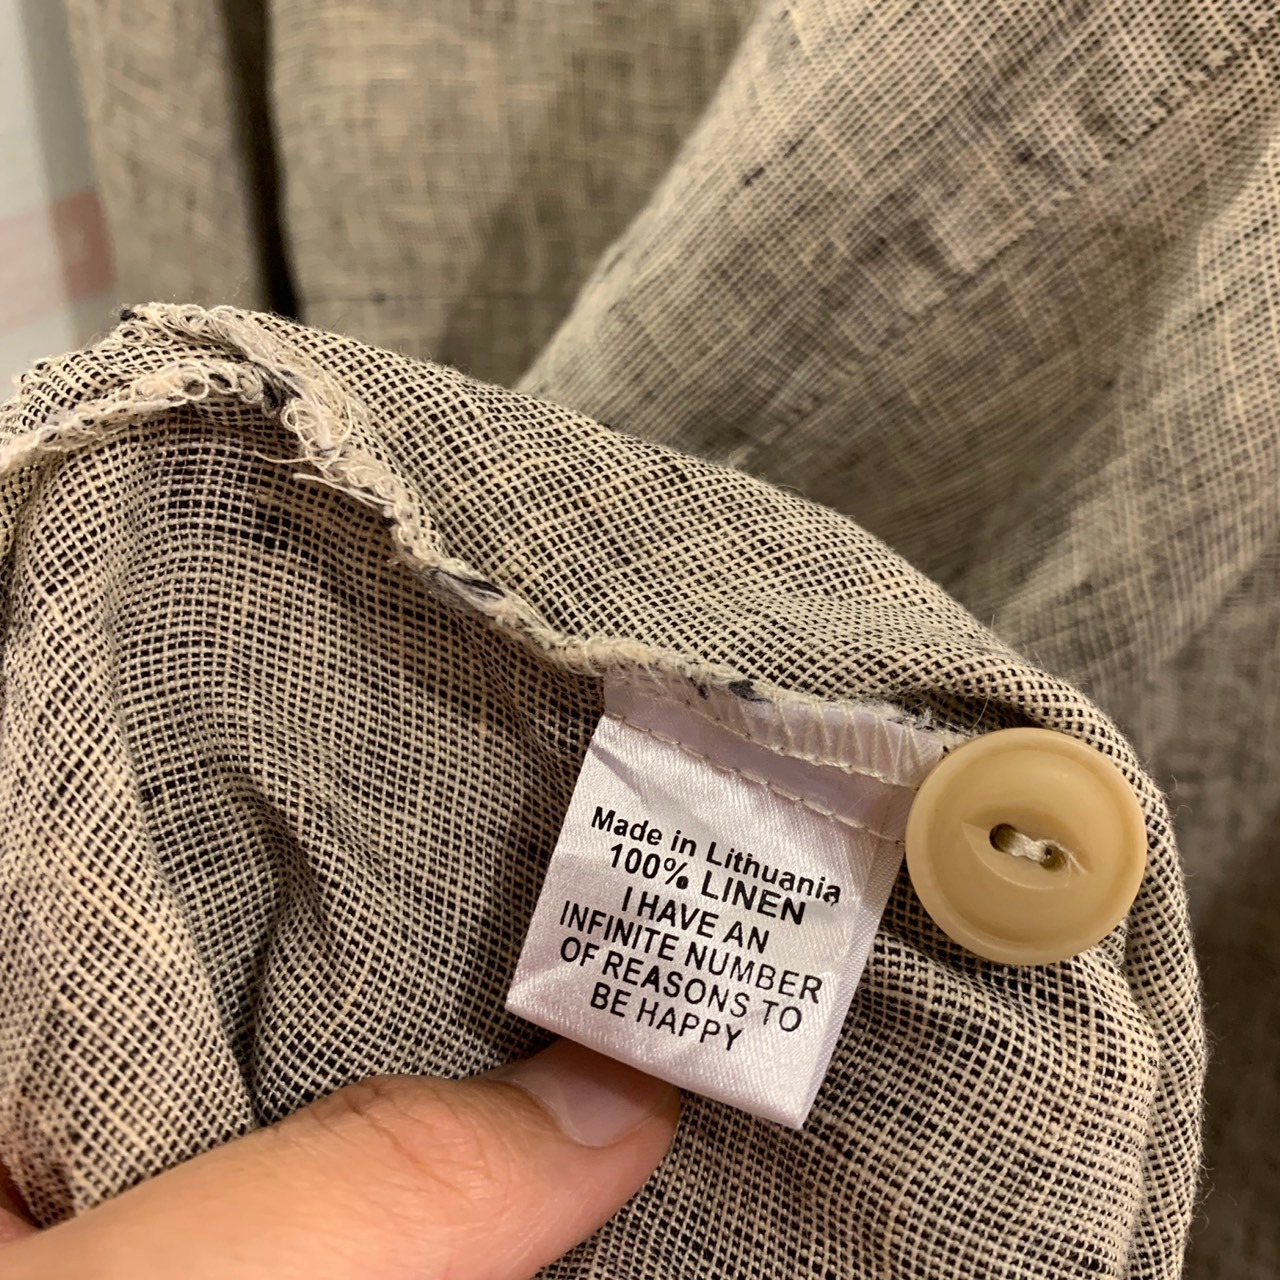 Made in Lithuania
100% LINEN
I HAVE AN
INFINITE NUMBER
OF REASONS TO
BE HAPPY